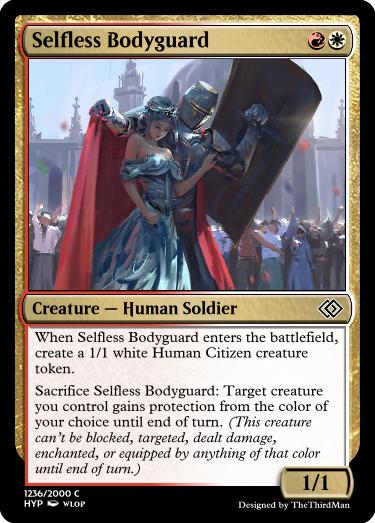 Selfless Bodyguard
Creature — Human Soldier
When Selfless Bodyguard enters the battlefield,
create a 1/1 white Human Citizen creature
token.
Sacrifice Selfless Bodyguard: Target creature
you control gains protection from the color of
your choice until end of turn. (This creature
can't be blocked, targeted, dealt damage,
enchanted, or equipped by anything of that color
until end of turn.)
1/1
1236/2000 C
HYP WLOP
Designed by TheThirdMan